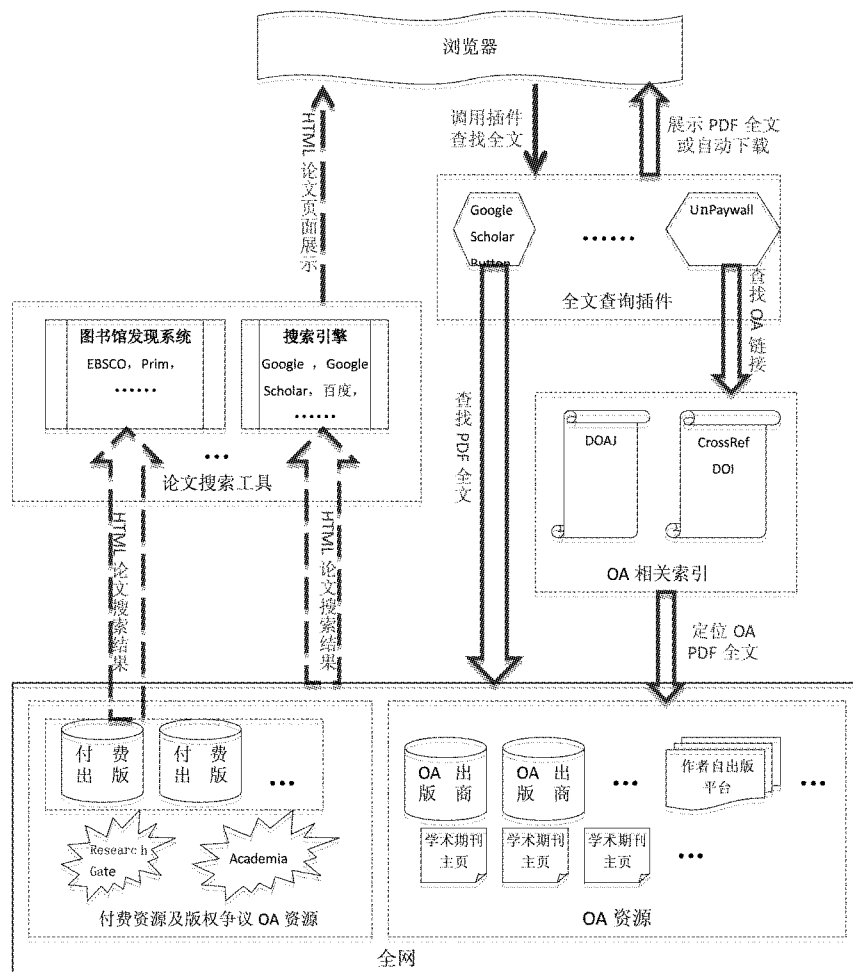 浏览器
HTML 论文页面展示
调用插件
查找全文
展示 PDF 全文
或自动下载
Google
Scholar
Button
......
UnPaywall
全文查询插件
图书馆发现系统
EBSCO，Prim，
......
搜索引擎
Google ，Google
Scholar，百度，
......
...
论文搜索工具
查找 OA 链接
DOAJ
CrossRef
DOI
OA 相关索引
查找 PDF 全文
HTML 论文搜索结果
HTML 论文搜索结果
定位 OA
PDF 全文
付 费
出 版
付 费
出 版
...
Research
Gate
Academia
付费资源及版权争议 OA 资源
OA 出
版 商
OA 出
版 商
...
作者自出版
平台
...
学术期刊
主页
学术期刊
主页
学术期刊
主页
...
OA 资源
全网